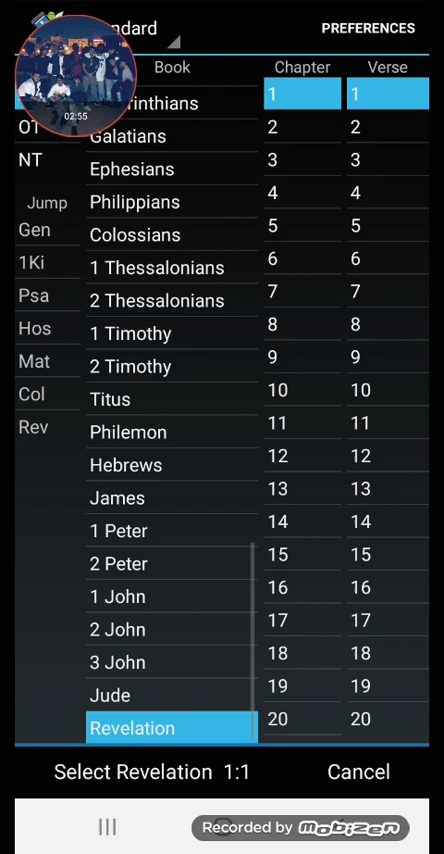 ndard
PREFERENCES
Book Chapter Verse
02:55
rinthians 1 1
OT Galatians 2 2
NT Ephesians 3 3
Philippians 4 4
Jump
Gen Colossians 5 5
1Ki 1 Thessalonians 6 6
Psa 2 Thessalonians 7 7
Hos 1 Timothy 8 8
Mat 2 Timothy 9 9
Col Titus 10 10
Rev Philemon 11 11
Hebrews 12 12
James 13 13
1 Peter 14 14
2 Peter 15 15
1 John 16 16
2 John 17 17
3 John 18 18
Jude 19 19
Revelation 20 20
Select Revelation 1:1 Cancel
Recorded by MOBIZEN